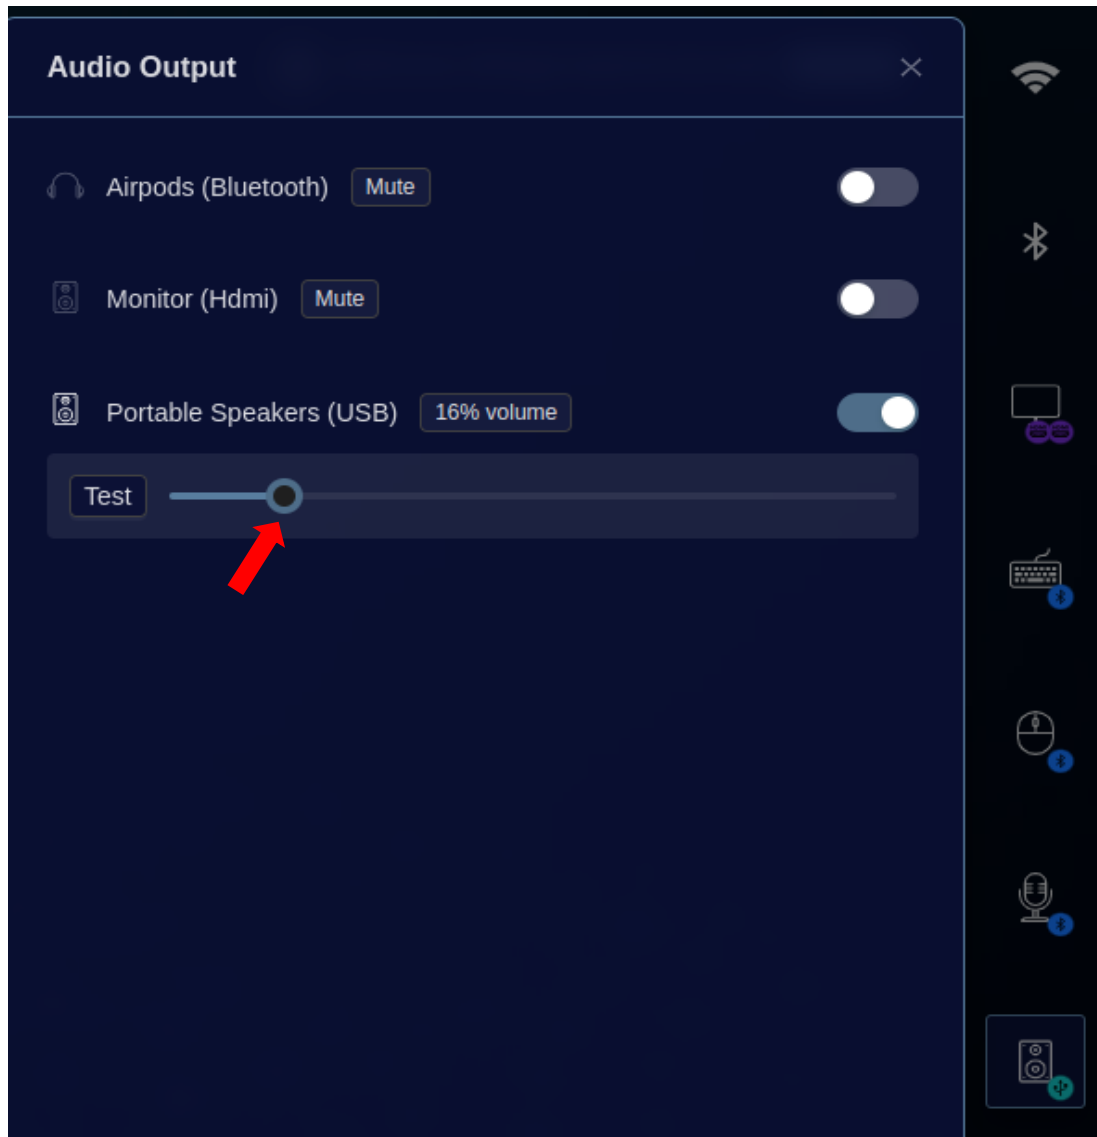 Audio Output
Airpods (Bluetooth) Mute
Monitor (Hdmi) Mute
Portable Speakers (USB) 16% volume
Test